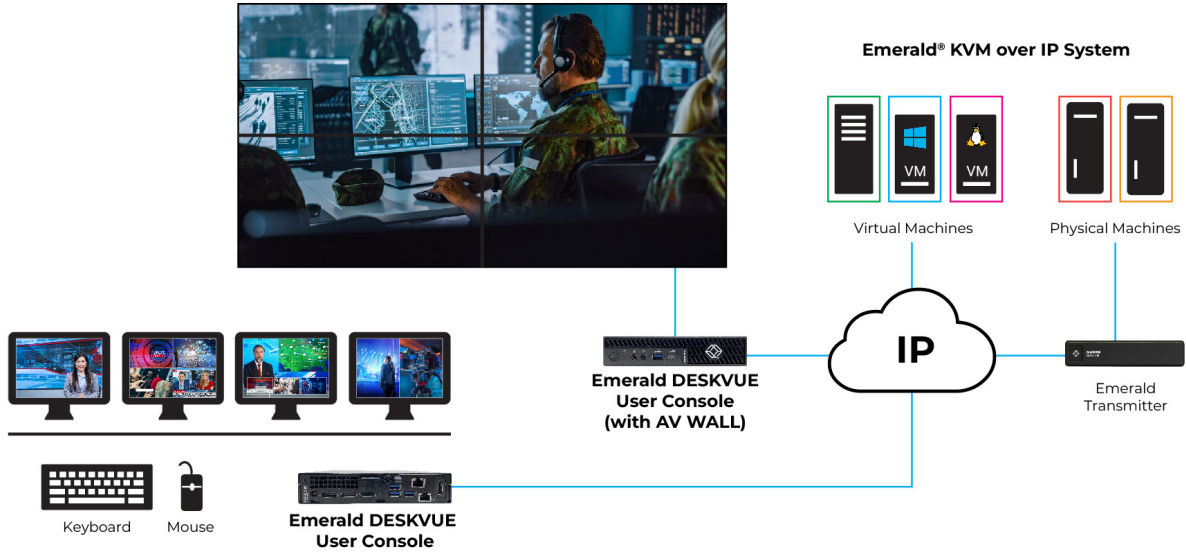 Emerald® KVM over IP System
VM
VM
Virtual Machines
Physical Machines
IP
Emerald DESKVUE
User Console
(with AV WALL)
Emerald
Transmitter
Keyboard
Mouse
Emerald DESKVUE
User Console